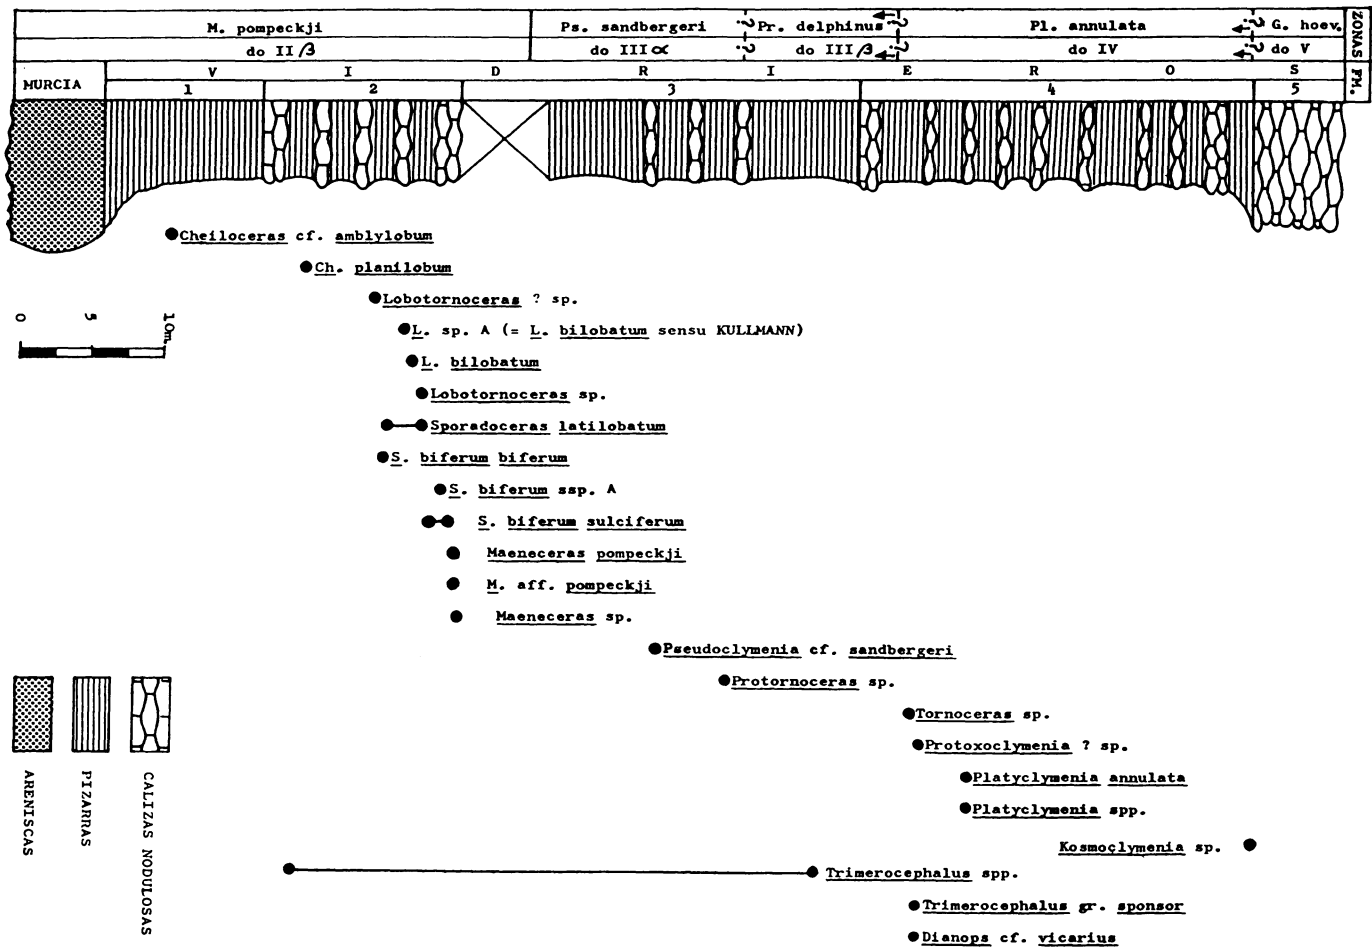 M. pompeckji Ps. sandbergeri ? Pr. delphinus ? Pl. annulata ? G. hoev. ZONAS
do II β do III α ? do III β ? do IV ? do V
MURCIA V I D R I E R O S FM.
1 2 3 4 5
Cheiloceras cf. amblylobum
Ch. planilobum
Lobotornoceras ? sp.
L. sp. A (= L. bilobatum sensu KULLMANN)
L. bilobatum
Lobotornoceras sp.
Sporadoceras latilobatum
S. biferum biferum
S. biferum ssp. A
S. biferum sulciferum
Maeneceras pompeckji
M. aff. pompeckji
Maeneceras sp.
Pseudoclymenia cf. sandbergeri
Protornoceras sp.
Tornoceras sp.
Protoxoclymenia ? sp.
Platyclymenia annulata
Platyclymenia spp.
Kosmoclymenia sp.
Trimerocephalus spp.
Trimerocephalus gr. sponsor
Dianops cf. vicarius
0 5 10m.
ARENISCAS
PIZARRAS
CALIZAS NODULOSAS